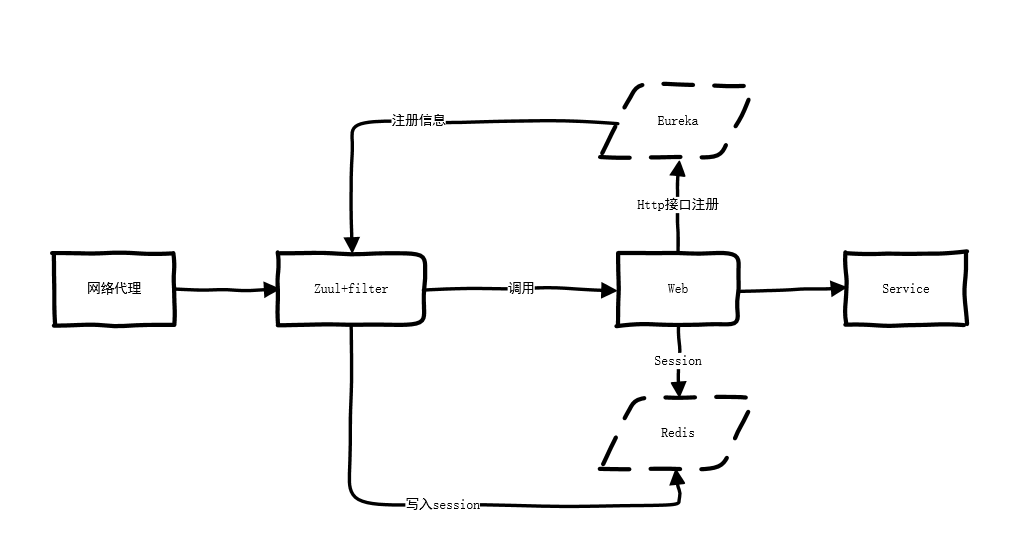 Eureka
注册信息
Http接口注册
网络代理
Zuul+filter
调用
Web
Service
Session
Redis
写入session